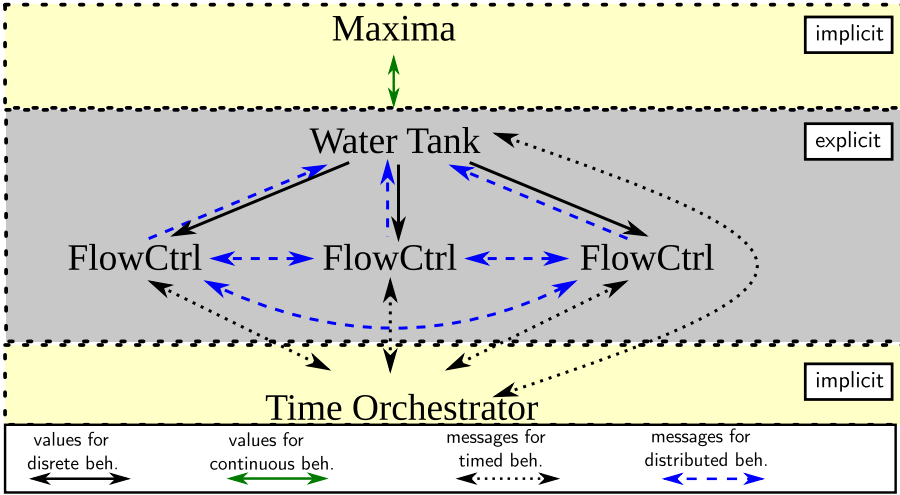 Maxima
implicit
Water Tank
explicit
FlowCtrl FlowCtrl FlowCtrl
implicit
Time Orchestrator
values for
disrete beh.
values for
continuous beh.
messages for
timed beh.
messages for
distributed beh.